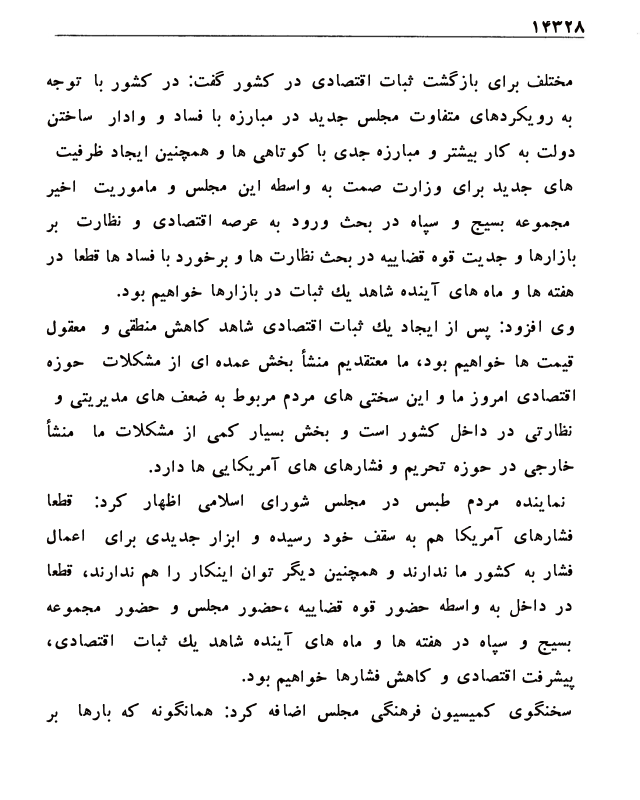 ۱۴۳۲۸
مختلف برای بازگشت ثبات اقتصادی در کشور گفت: در کشور با توجه
به رویکردهای متفاوت مجلس جدید در مبارزه با فساد و وادار ساختن
دولت به کار بیشتر و مبارزه جدی با کوتاهی ها و همچنین ایجاد ظرفیت
های جدید برای وزارت صمت به واسطه این مجلس و ماموریت اخیر
مجموعه بسیج و سپاه در بحث ورود به عرصه اقتصادی و نظارت بر
بازارها و جدیت قوه قضاییه در بحث نظارت ها و برخورد با فساد ها قطعا در
هفته ها و ماه های آینده شاهد یك ثبات در بازارها خواهیم بود.
وی افزود: پس از ایجاد یك ثبات اقتصادی شاهد کاهش منطقی و معقول
قیمت ها خواهیم بود، ما معتقدیم منشأ بخش عمده ای از مشکلات حوزه
اقتصادی امروز ما و این سختی های مردم مربوط به ضعف های مدیریتی و
نظارتی در داخل کشور است و بخش بسیار کمی از مشکلات ما منشأ
خارجی در حوزه تحریم و فشارهای های آمریکایی ها دارد.
نماینده مردم طبس در مجلس شورای اسلامی اظهار کرد: قطعا
فشارهای آمریکا هم به سقف خود رسیده و ابزار جدیدی برای اعمال
فشار به کشور ما ندارند و همچنین دیگر توان اینکار را هم ندارند، قطعا
در داخل به واسطه حضور قوه قضاییه ،حضور مجلس و حضور مجموعه
بسیج و سپاه در هفته ها و ماه های آینده شاهد یك ثبات اقتصادی،
پیشرفت اقتصادی و کاهش فشارها خواهیم بود.
سخنگوی کمیسیون فرهنگی مجلس اضافه کرد: همانگونه که بارها بر